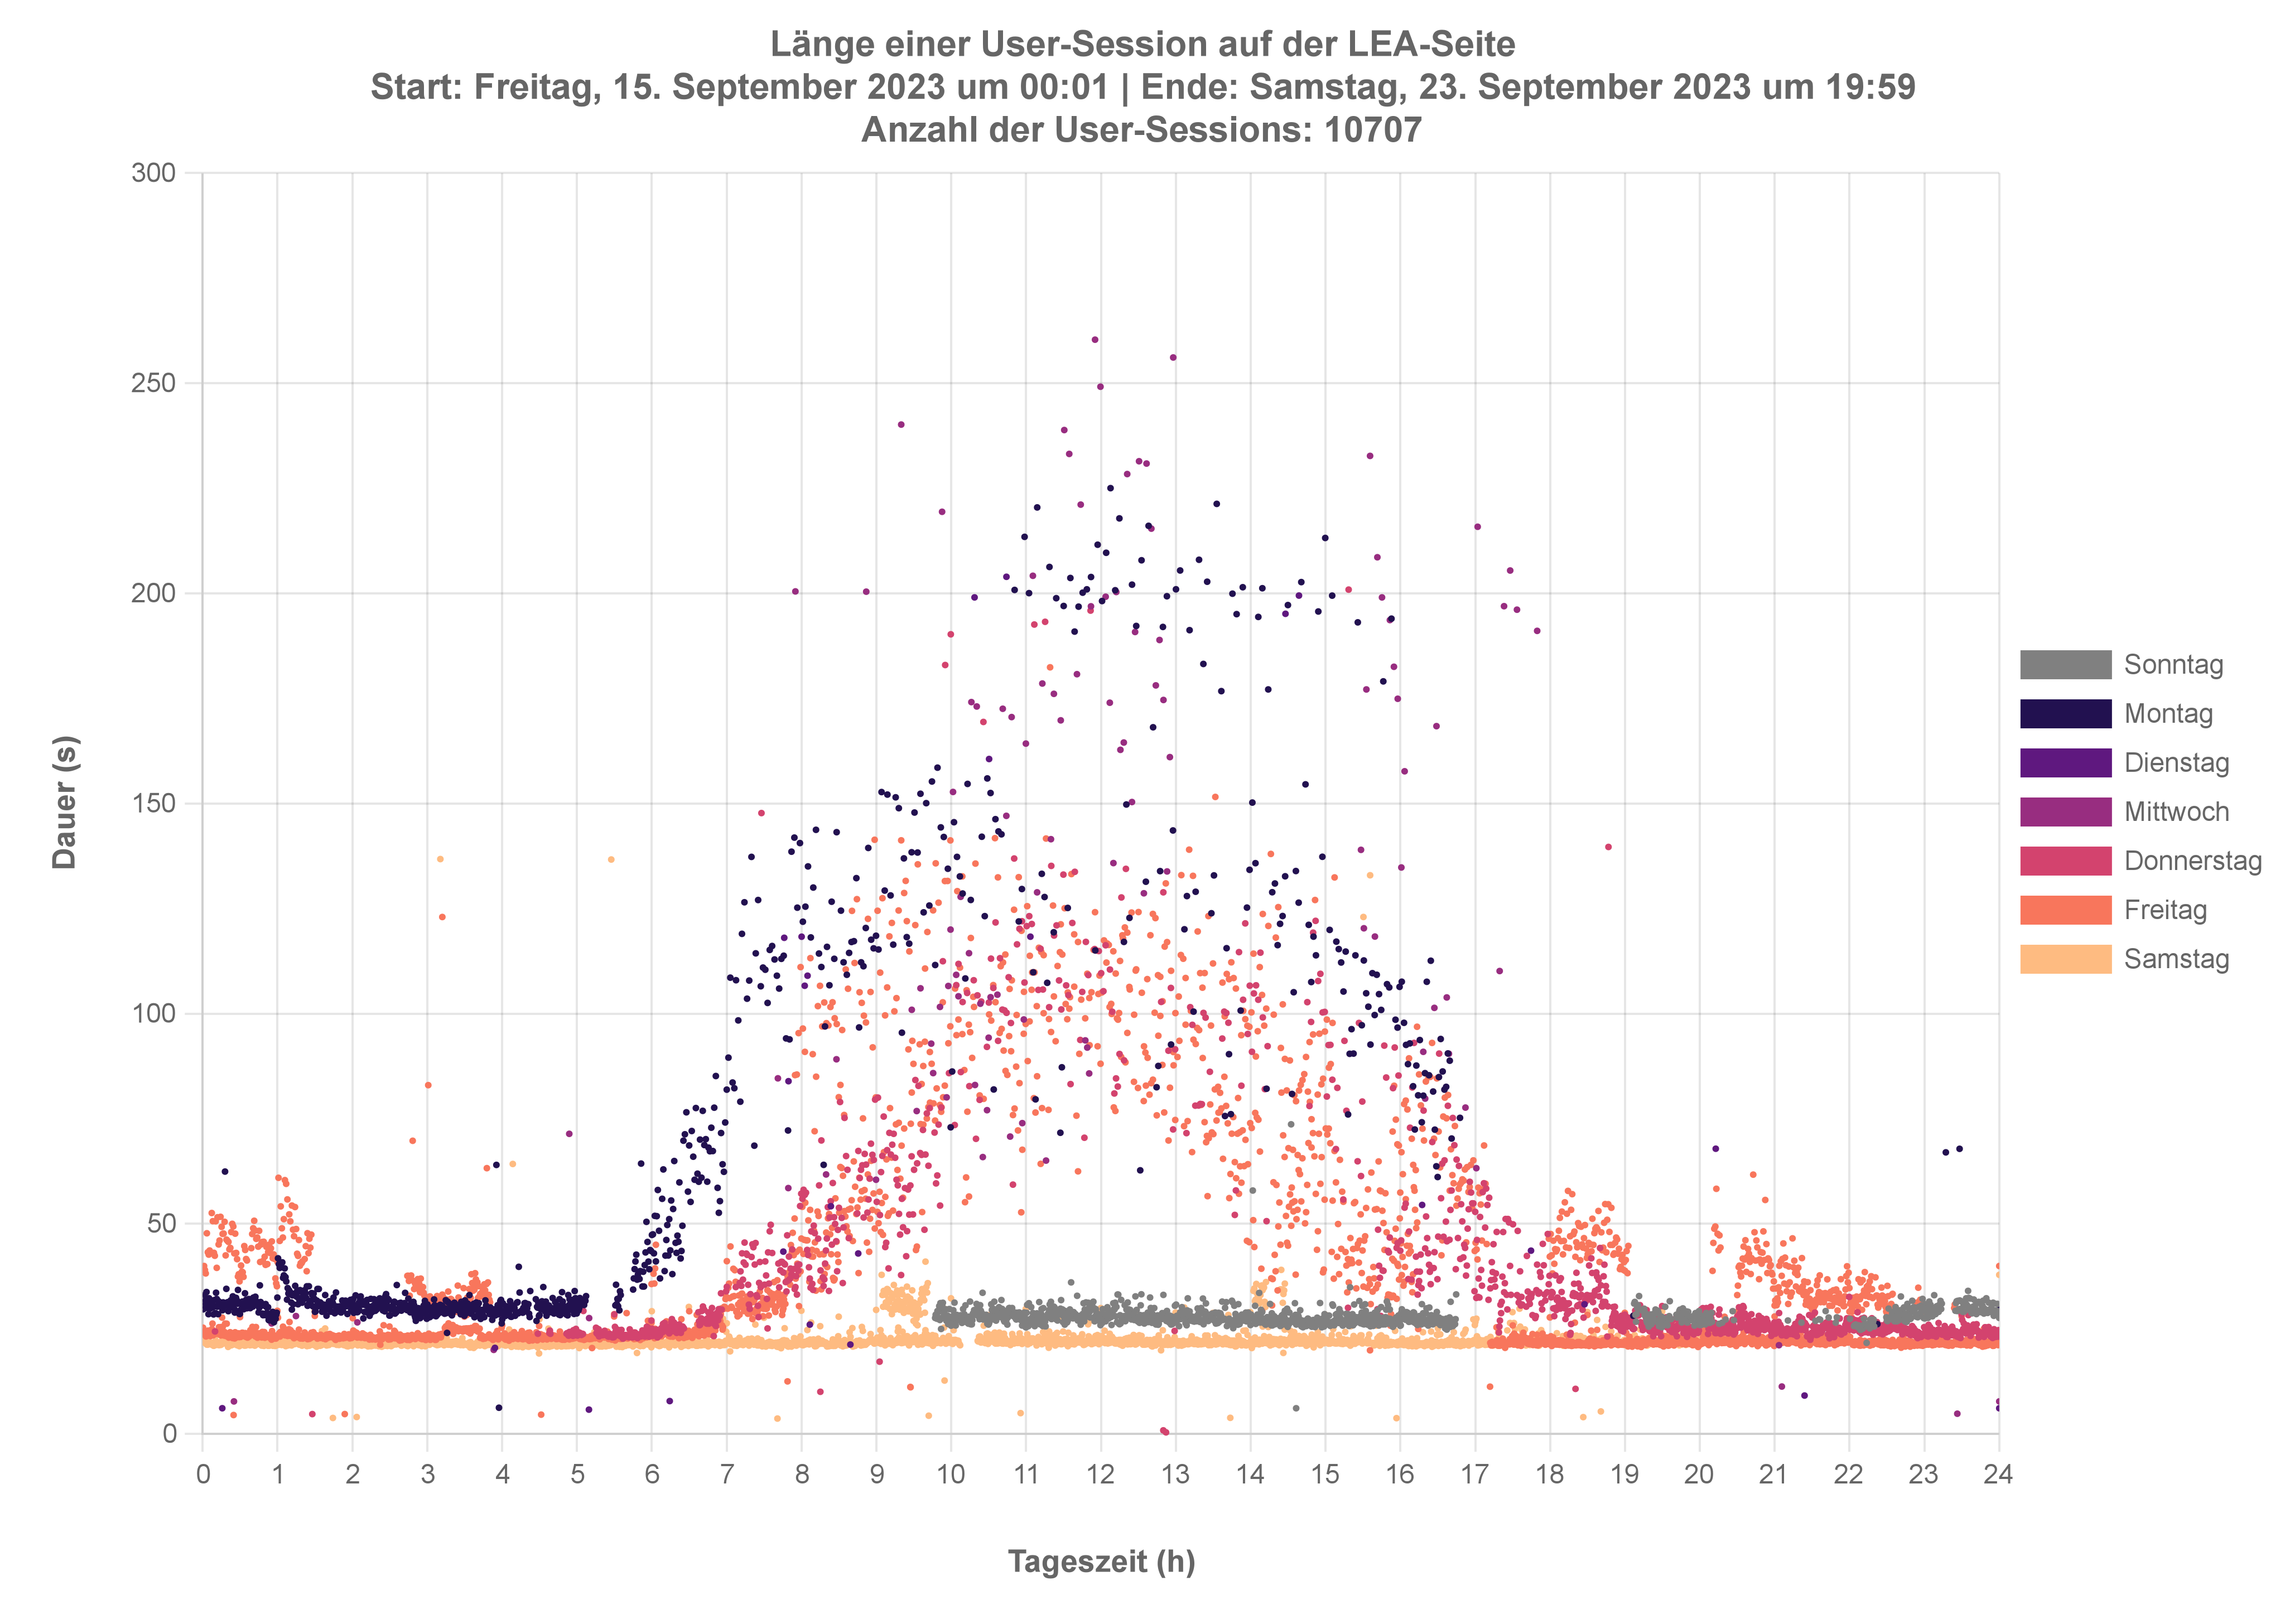 Länge einer User-Session auf der LEA-Seite
Start: Freitag, 15. September 2023 um 00:01 | Ende: Samstag, 23. September 2023 um 19:59
Anzahl der User-Sessions: 10707
300
250
200
150
100
50
0
Dauer (s)
0 1 2 3 4 5 6 7 8 9 10 11 12 13 14 15 16 17 18 19 20 21 22 23 24
Tageszeit (h)
Sonntag
Montag
Dienstag
Mittwoch
Donnerstag
Freitag
Samstag